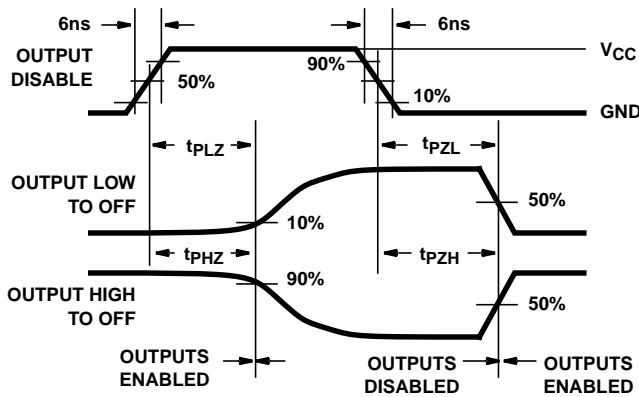 6ns
6ns
OUTPUT
DISABLE
90%
50%
10%
VCC
GND
tPLZ
tPZL
OUTPUT LOW
TO OFF
10%
50%
tPHZ
tPZH
OUTPUT HIGH
TO OFF
90%
50%
OUTPUTS
ENABLED
OUTPUTS
DISABLED
OUTPUTS
ENABLED